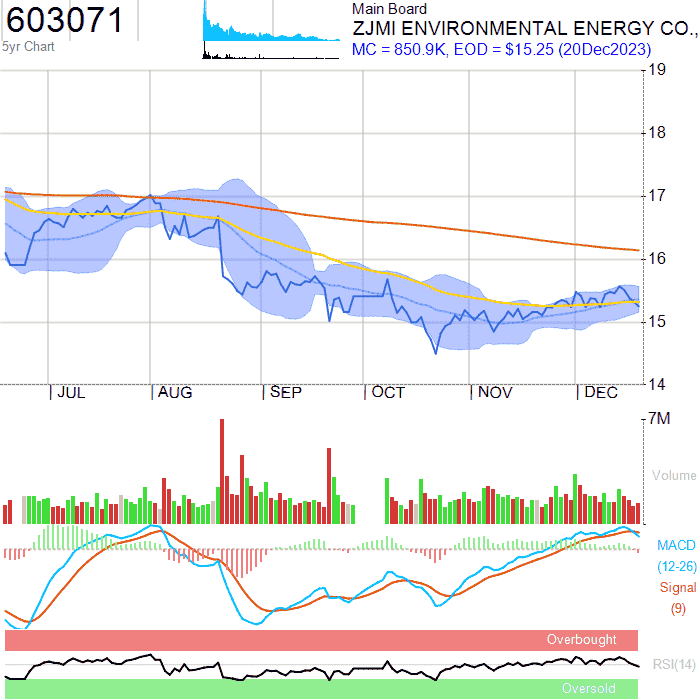 603071
5yr Chart
Main Board
ZJMI ENVIRONMENTAL ENERGY CO.,
MC = 850.9K, EOD = $15.25 (20Dec2023)
19
18
17
16
15
14
JUL AUG SEP OCT NOV DEC
7M
Volume
MACD
(12-26)
Signal
(9)
Overbought
RSI(14)
Oversold